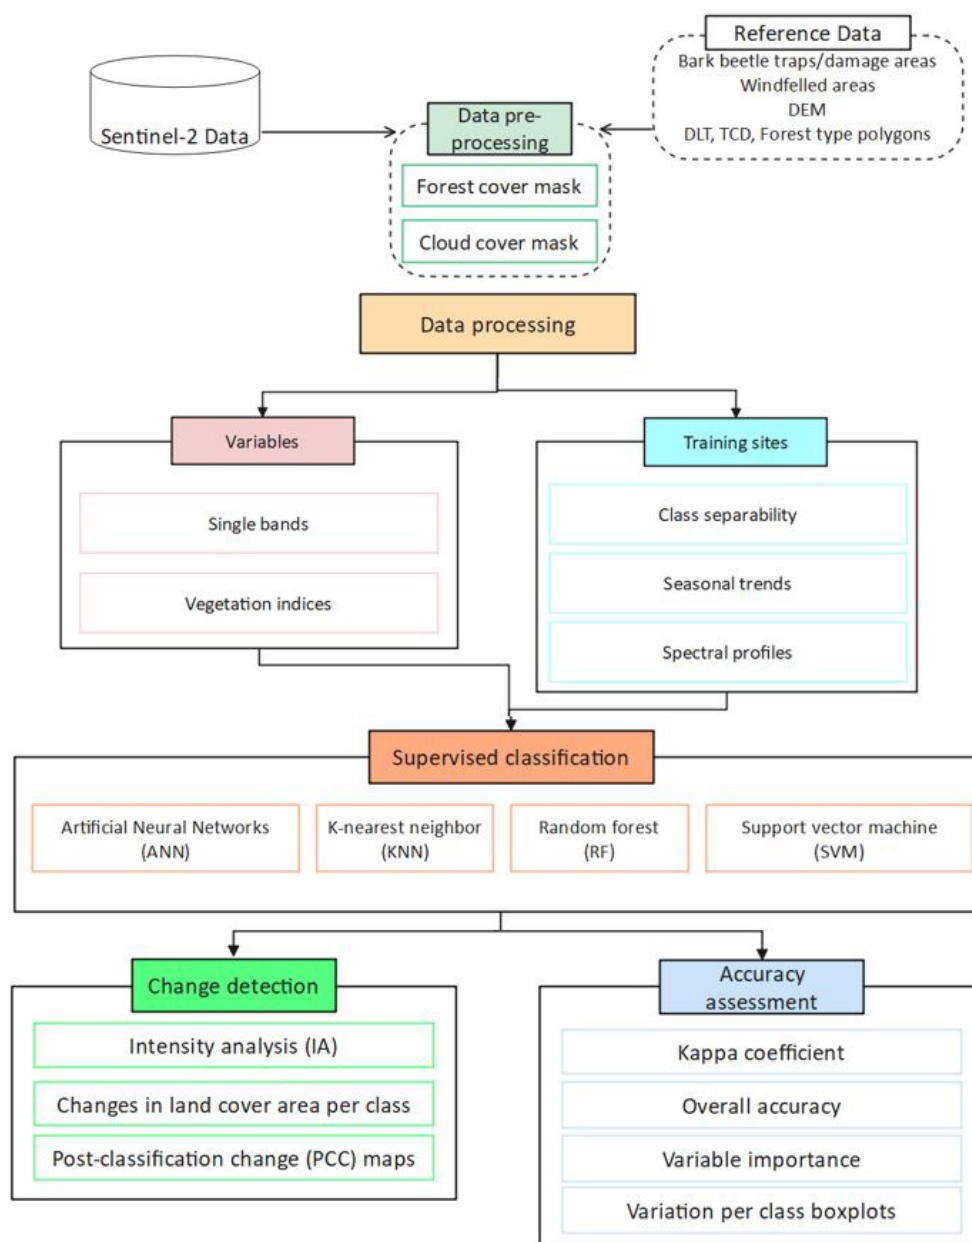 Reference Data
Bark beetle traps/damage areas
Windfelled areas
DEM
DLT, TCD, Forest type polygons
Sentinel-2 Data
Data pre-
processing
Forest cover mask
Cloud cover mask
Data processing
Variables
Single bands
Vegetation indices
Training sites
Class separability
Seasonal trends
Spectral profiles
Supervised classification
Artificial Neural Networks
(ANN)
K-nearest neighbor
(KNN)
Random forest
(RF)
Support vector machine
(SVM)
Change detection
Intensity analysis (IA)
Changes in land cover area per class
Post-classification change (PCC) maps
Accuracy
assessment
Kappa coefficient
Overall accuracy
Variable importance
Variation per class boxplots